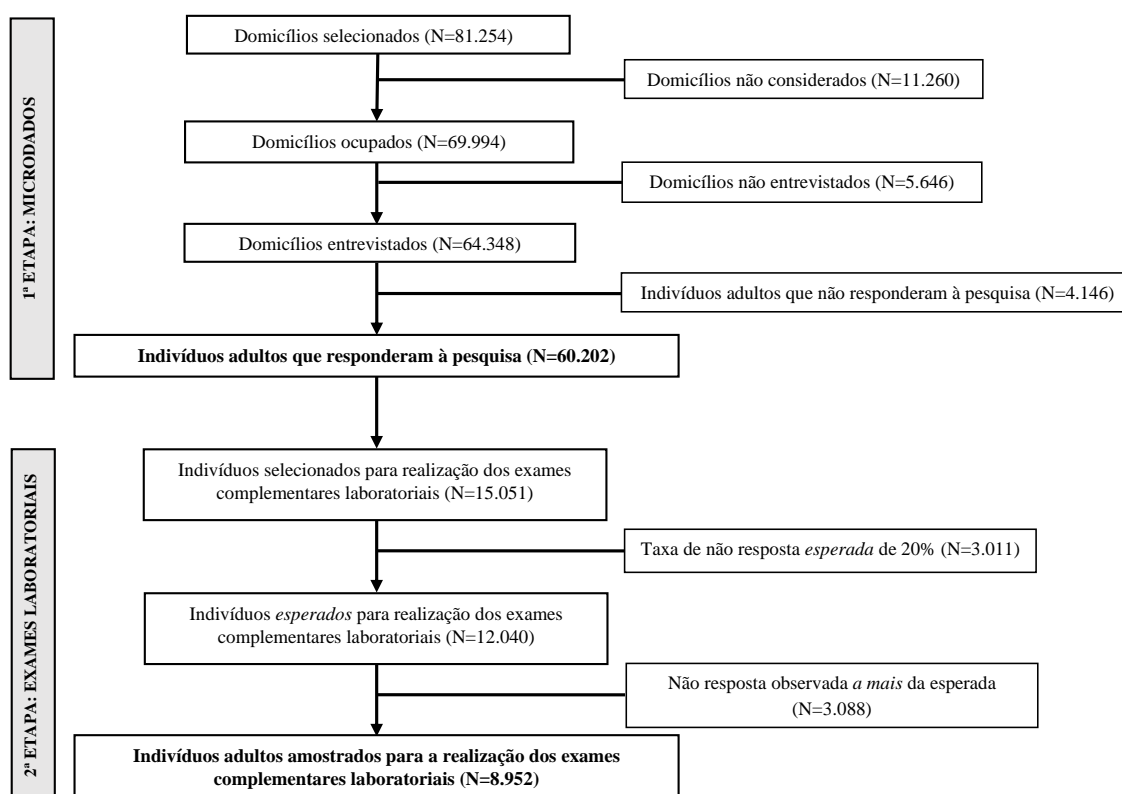 1ª ETAPA: MICRODADOS
Domicílios selecionados (N=81.254)
Domicílios não considerados (N=11.260)
Domicílios ocupados (N=69.994)
Domicílios não entrevistados (N=5.646)
Domicílios entrevistados (N=64.348)
Indivíduos adultos que não responderam à pesquisa (N=4.146)
Indivíduos adultos que responderam à pesquisa (N=60.202)
2ª ETAPA: EXAMES LABORATORIAIS
Indivíduos selecionados para realização dos exames
complementares laboratoriais (N=15.051)
Taxa de não resposta esperada de 20% (N=3.011)
Indivíduos esperados para realização dos exames
complementares laboratoriais (N=12.040)
Não resposta observada a mais da esperada
(N=3.088)
Indivíduos adultos amostrados para a realização dos exames
complementares laboratoriais (N=8.952)